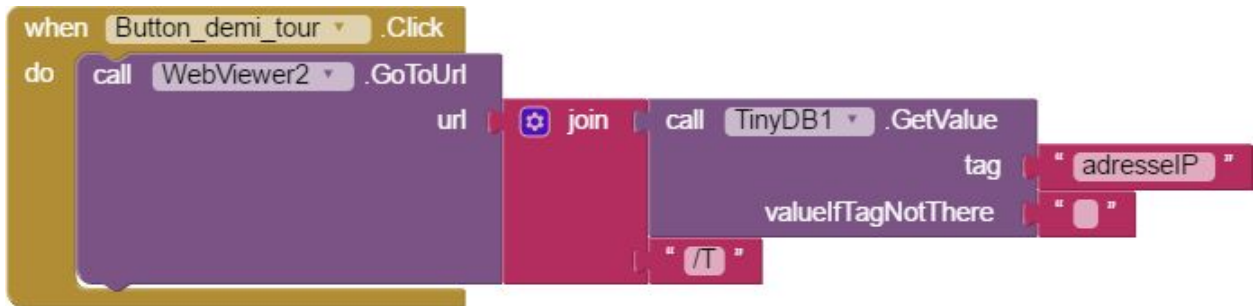 when Button_demi_tour .Click
do call WebViewer2 .GoToUrl
url join call TinyDB1 .GetValue
tag " adresseIP "
valueIfTagNotThere " "
" /T "